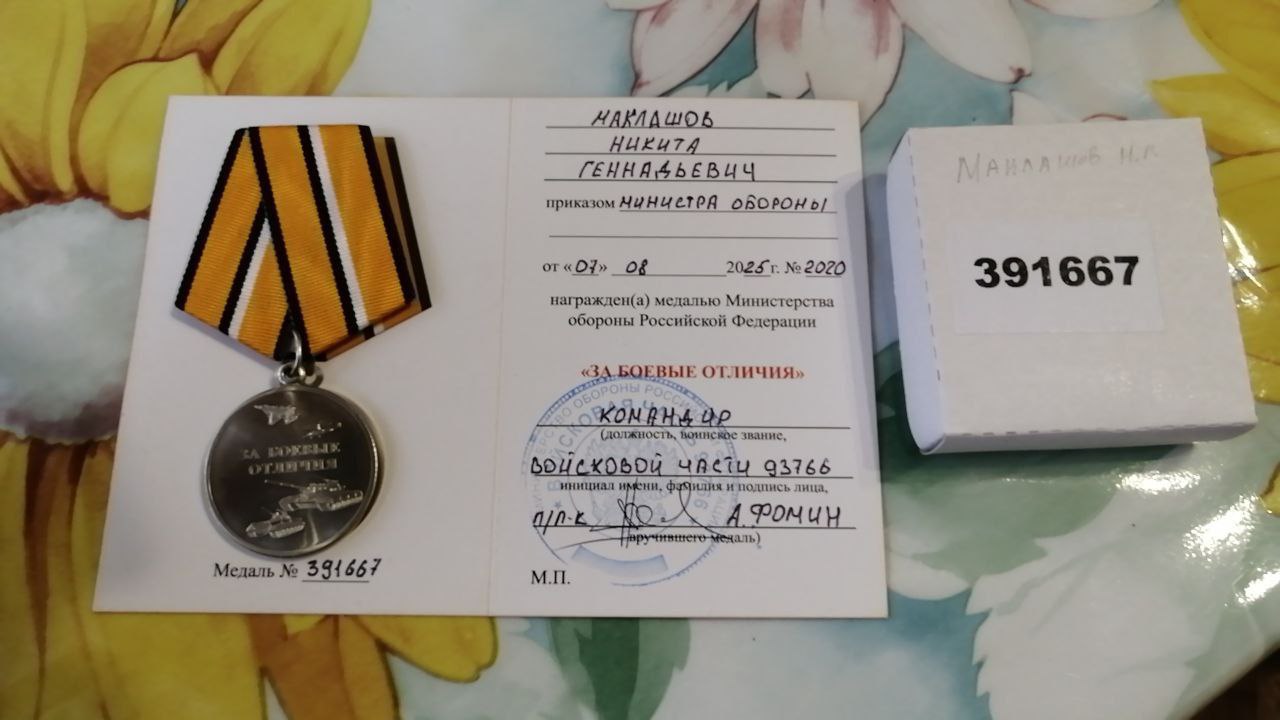 ЗА БОЕВЫЕ
ОТЛИЧИЯ
Медаль № 391667
МАКЛАШОВ
НИКИТА
ГЕННАДЬЕВИЧ
приказом МИНИСТРА ОБОРОНЫ
от «07» 08 2025 г. № 2020
награжден(а) медалью Министерства
обороны Российской Федерации
«ЗА БОЕВЫЕ ОТЛИЧИЯ»
КОМАНДИР
(должность, воинское звание,
ВОЙСКОВОЙ ЧАСТИ 93766
инициал имени, фамилия и подпись лица,
П/П-К А.ФОМИН
вручившего медаль)
М.П.
МАКЛАШОВ Н.Г.
391667